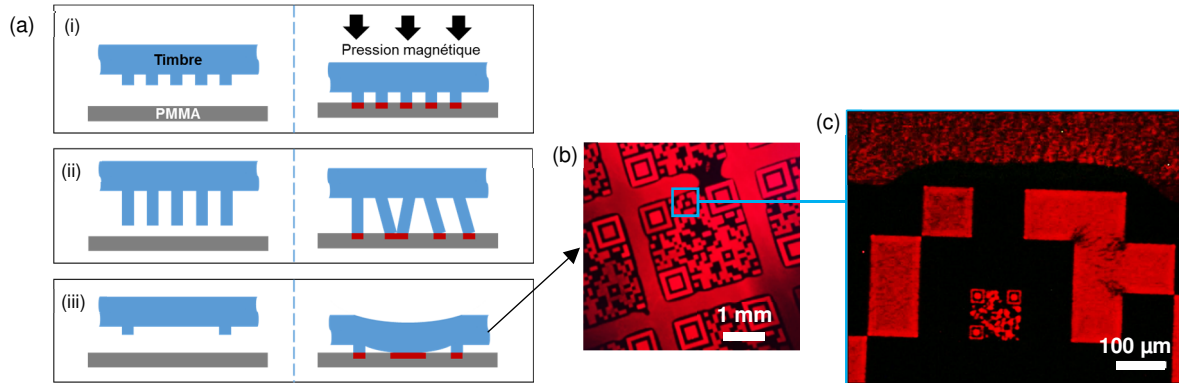 (a)
(i)
Timbre
PMMA
Pression magnétique
(ii)
(iii)
(b)
1 mm
(c)
100 µm